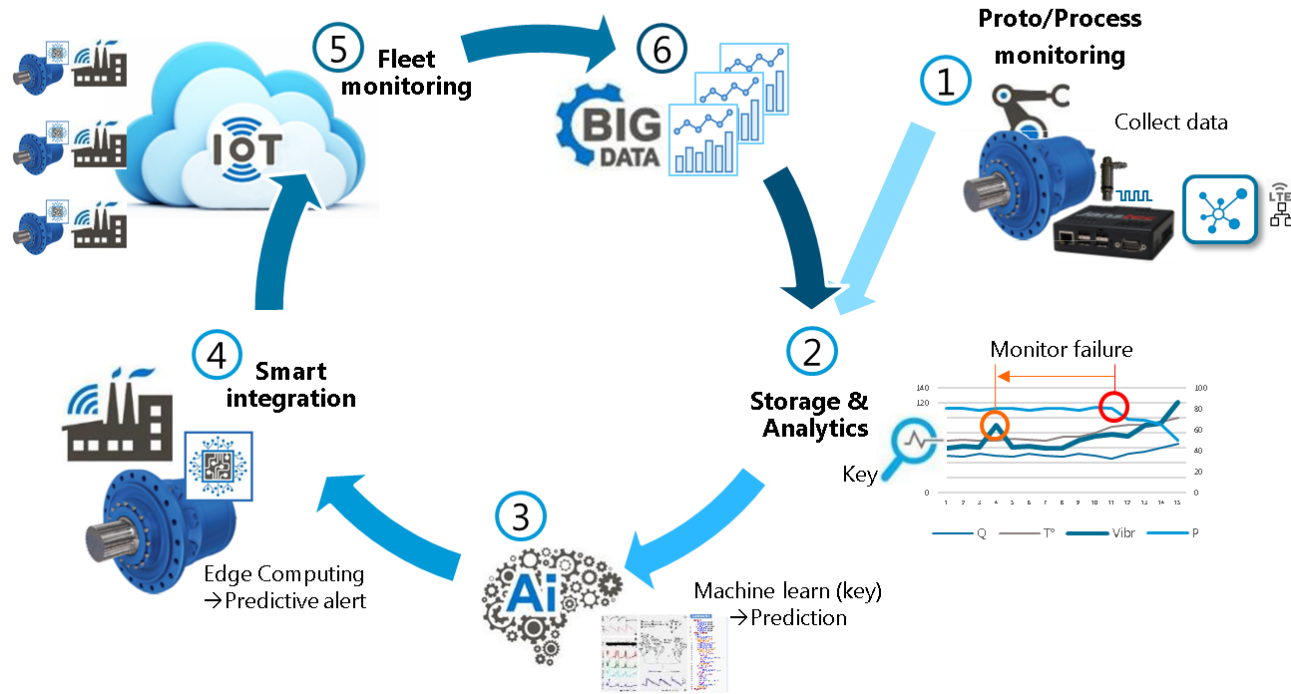 5
Fleet
monitoring
IOT
6
BIG
DATA
Proto/Process
monitoring
1
Collect data
LTE
2
Storage &
Analytics
Monitor failure
Key
140
120
0
100
80
60
40
20
0
1 2 3 4 5 6 7 8 9 10 11 12 13 14 15
Q T° Vibr P
3
Ai
Machine learn (key)
→Prediction
4
Smart
integration
Edge Computing
→Predictive alert